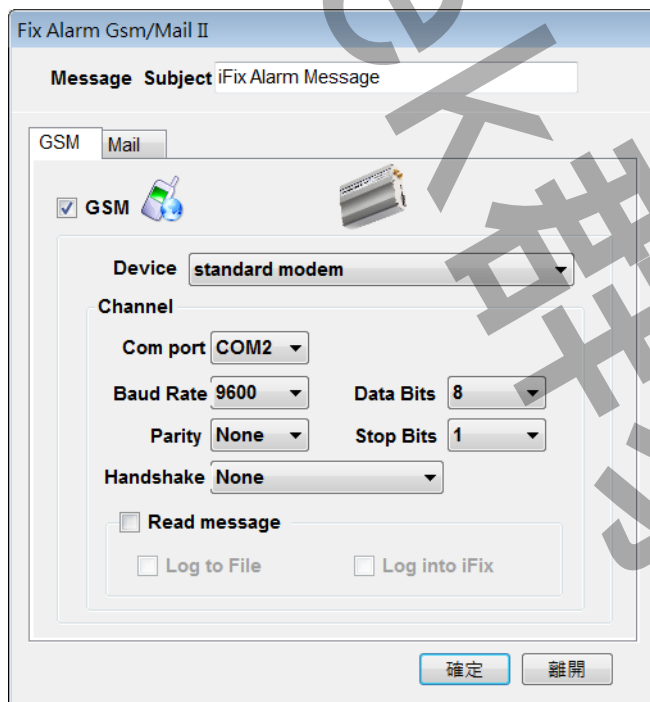 Fix Alarm Gsm/Mail II
Message Subject iFix Alarm Message
GSM Mail
GSM
Device standard modem
Channel
Com port COM2
Baud Rate 9600 Data Bits 8
Parity None Stop Bits 1
Handshake None
Read message
Log to File Log into iFix
確定 離開